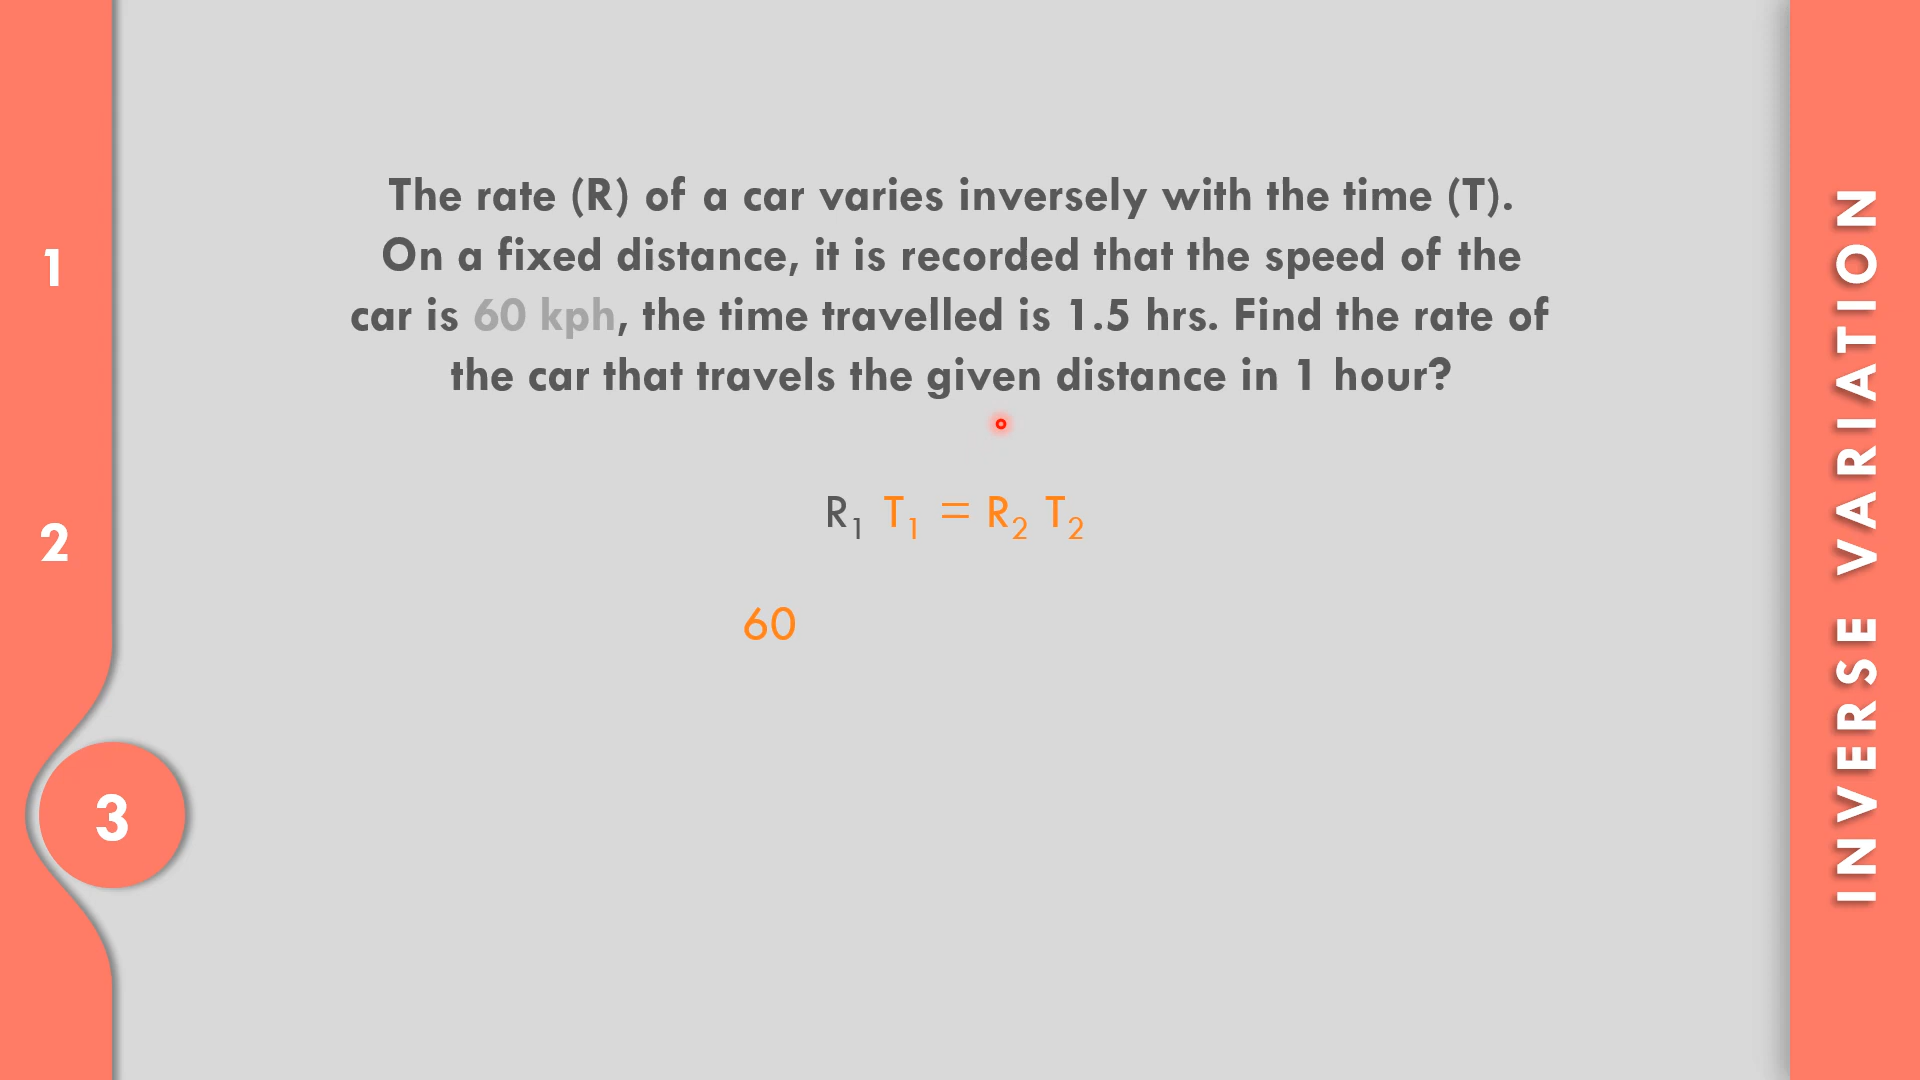 1
2
3
The rate (R) of a car varies inversely with the time (T).
On a fixed distance, it is recorded that the speed of the
car is 60 kph, the time travelled is 1.5 hrs. Find the rate of
the car that travels the given distance in 1 hour?
R₁ T₁ = R₂ T₂
60
INVERSE VARIATION